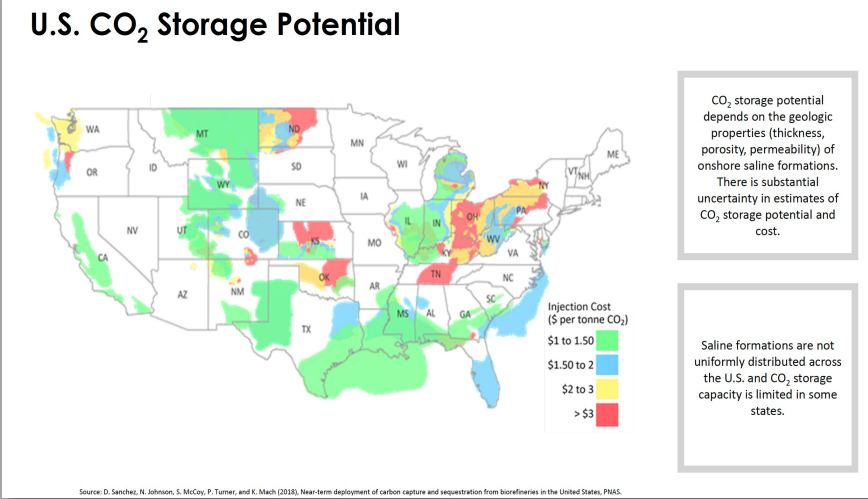 U.S. CO₂ Storage Potential
WA
MT
ND
MN
ME
OR
ID
SD
WI
VT
NH
WY
NY
IA
NE
PA
NV
UT
CO
IL
IN
OH
CA
KS
MO
WV
KY
VA
AZ
NM
OK
AR
TN
NC
TX
MS
AL
GA
SC
Injection Cost
($ per tonne CO₂)
$1 to 1.50
$1.50 to 2
$2 to 3
> $3
CO₂ storage potential
depends on the geologic
properties (thickness,
porosity, permeability) of
onshore saline formations.
There is substantial
uncertainty in estimates of
CO₂ storage potential and
cost.
Saline formations are not
uniformly distributed across
the U.S. and CO₂ storage
capacity is limited in some
states.
Source: D. Sanchez, N. Johnson, S. McCoy, P. Turner, and K. Mach (2018), Near-term deployment of carbon capture and sequestration from biorefineries in the United States, PNAS.